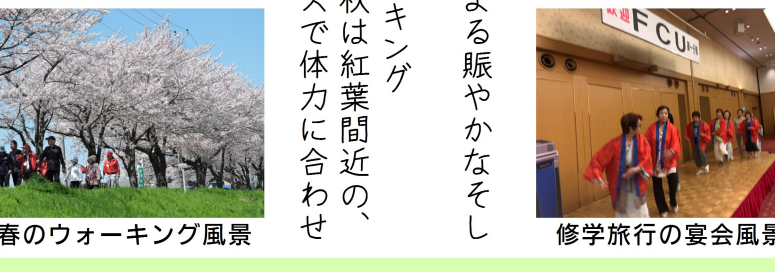 歓迎 FCU
よる賑やかなそし
キング
秋は紅葉間近の、
スで体力に合わせ
春のウォーキング風景
修学旅行の宴会風景